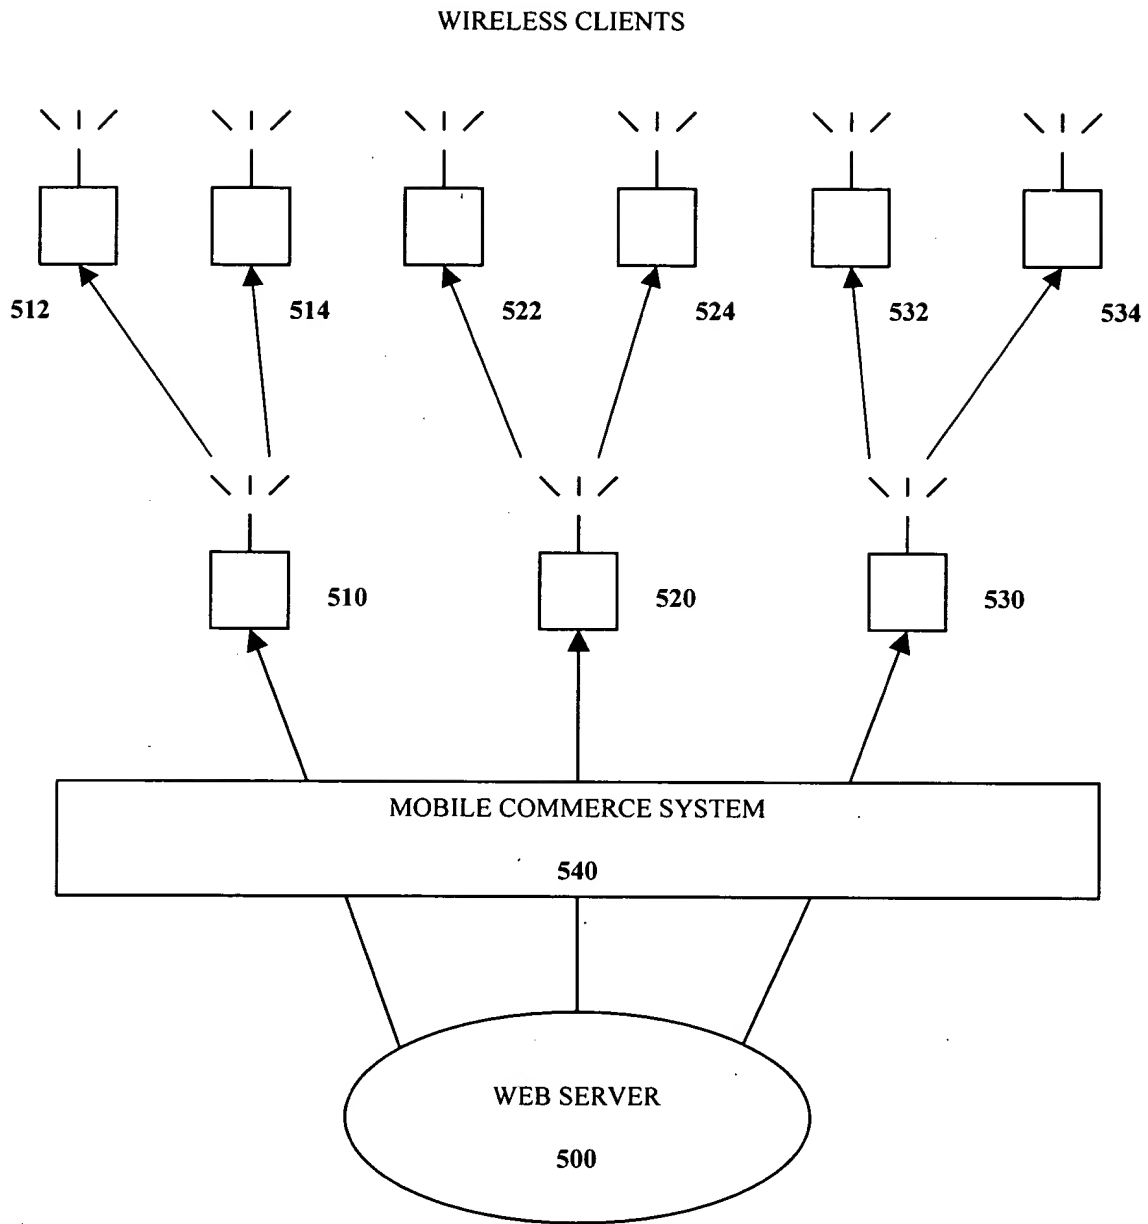 WIRELESS CLIENTS
512 514 522 524 532 534
510 520 530
MOBILE COMMERCE SYSTEM
540
WEB SERVER
500